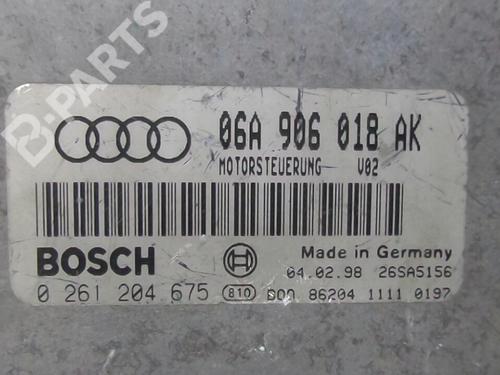 B-PARTS
06A 906 018 AK
MOTORSTEUERUNG V02
BOSCH
Made in Germany
04.02.98 26SA5156
0 261 204 675 810 D00 86204 1111 0197